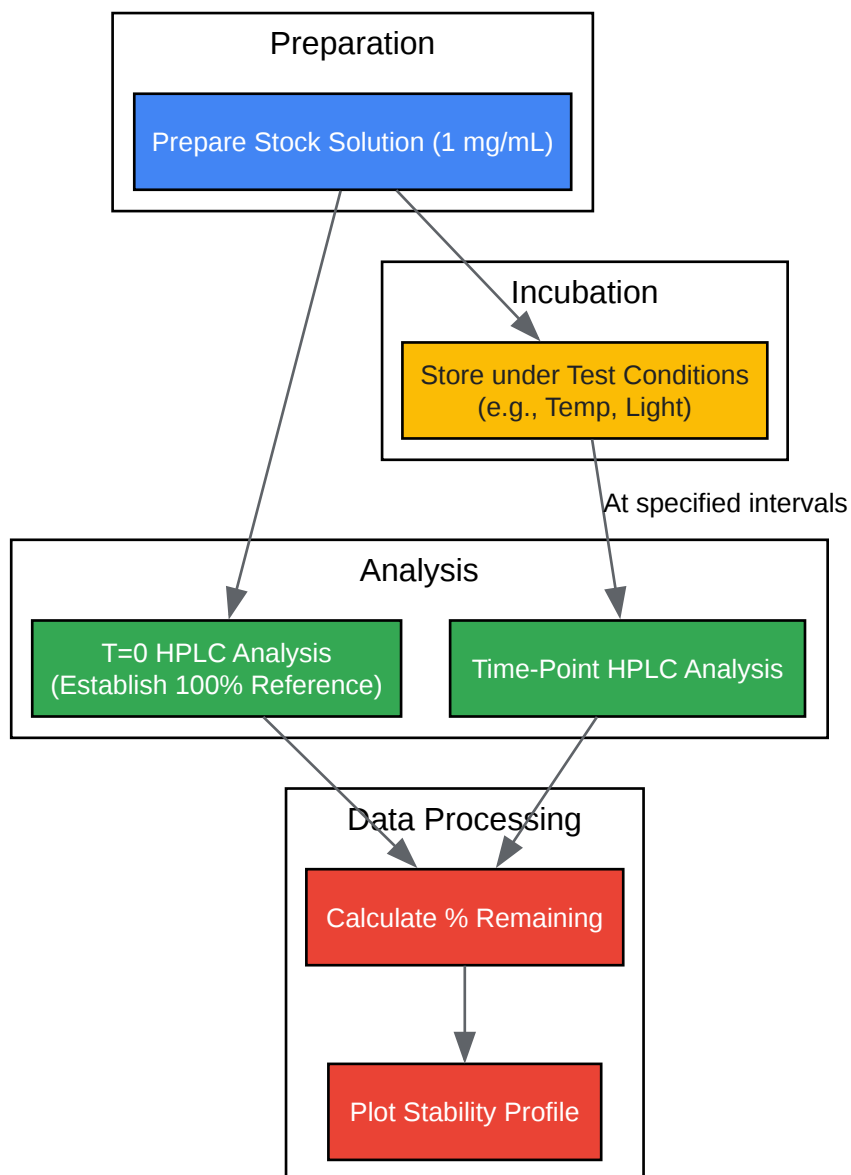 Preparation
Prepare Stock Solution (1 mg/mL)
Incubation
Store under Test Conditions
(e.g., Temp, Light)
At specified intervals
Analysis
T=0 HPLC Analysis
(Establish 100% Reference)
Time-Point HPLC Analysis
Data Processing
Calculate % Remaining
Plot Stability Profile